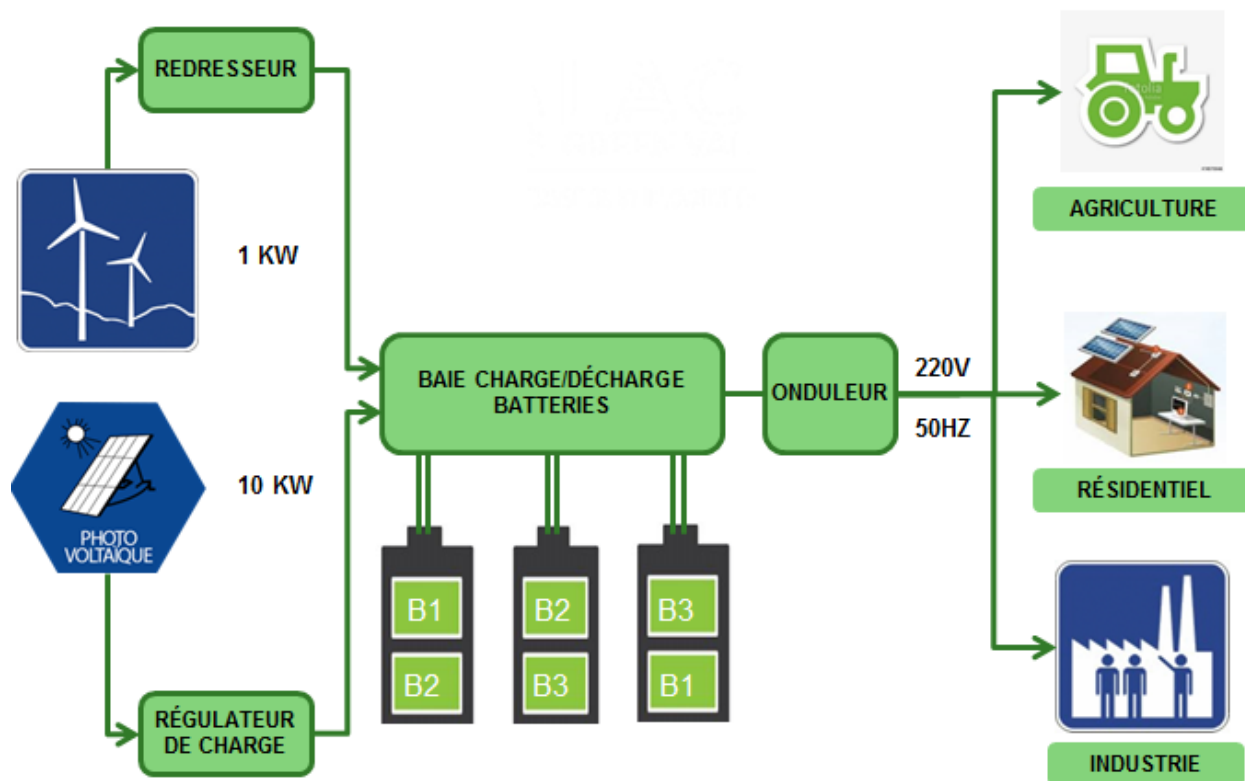 REDRESSEUR
1 KW
PHOTO
VOLTAÏQUE
10 KW
RÉGULATEUR
DE CHARGE
BAIE CHARGE/DÉCHARGE
BATTERIES
B1
B2
B2
B3
B3
B1
ONDULEUR
220V
50HZ
AGRICULTURE
RÉSIDENTIEL
INDUSTRIE